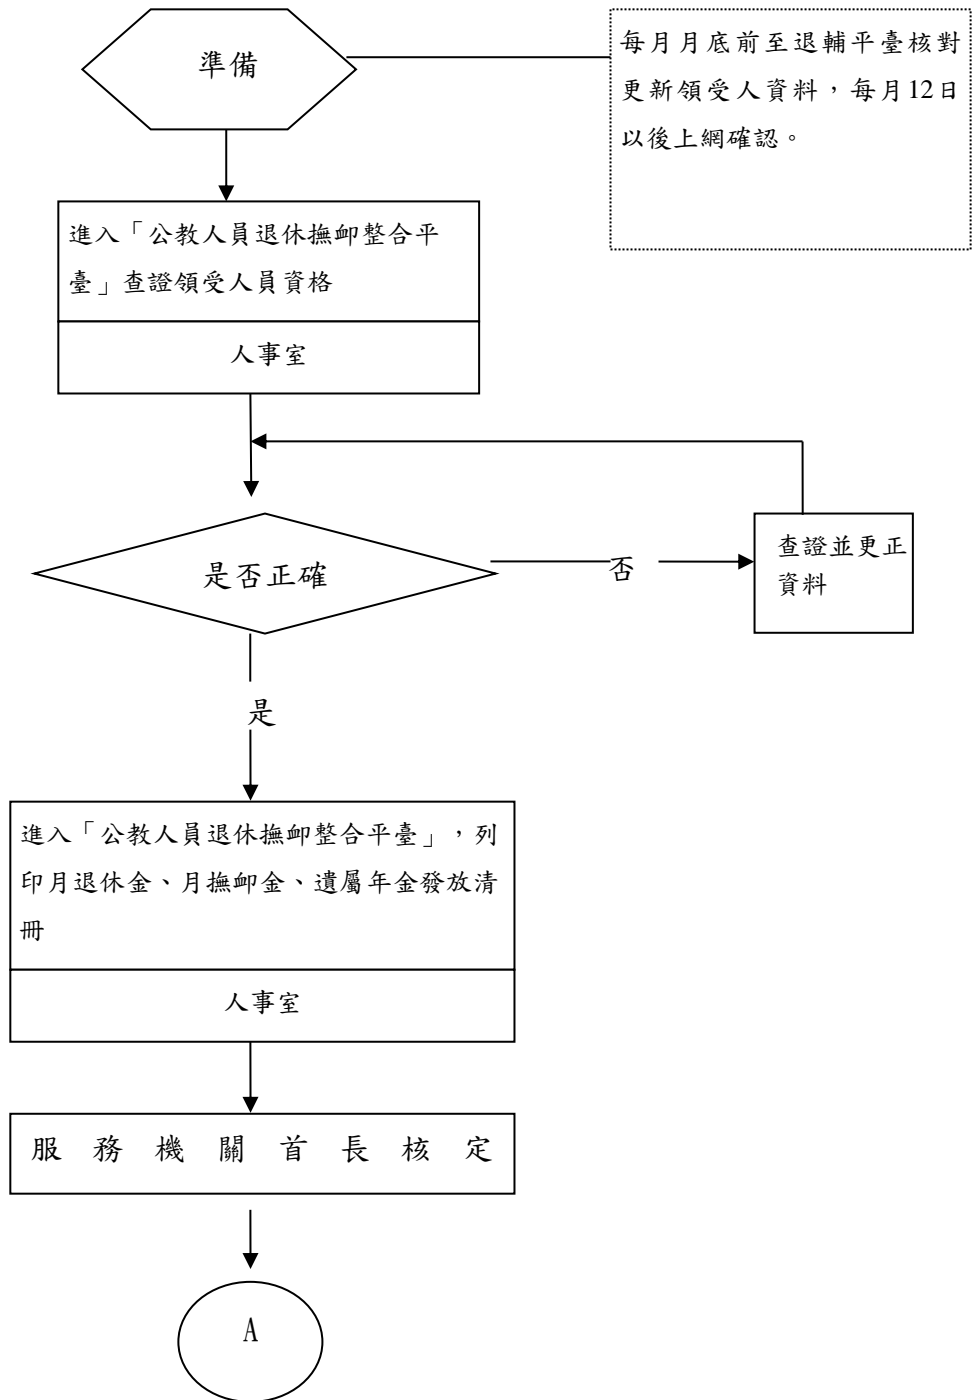 準備
每月月底前至退輔平臺核對
更新領受人資料，每月12日
以後上網確認。
進入「公教人員退休撫卹整合平
臺」查證領受人員資格
人事室
是否正確
否
查證並更正
資料
是
進入「公教人員退休撫卹整合平臺」，列
印月退休金、月撫卹金、遺屬年金發放清
冊
人事室
服務機關首長核定
A